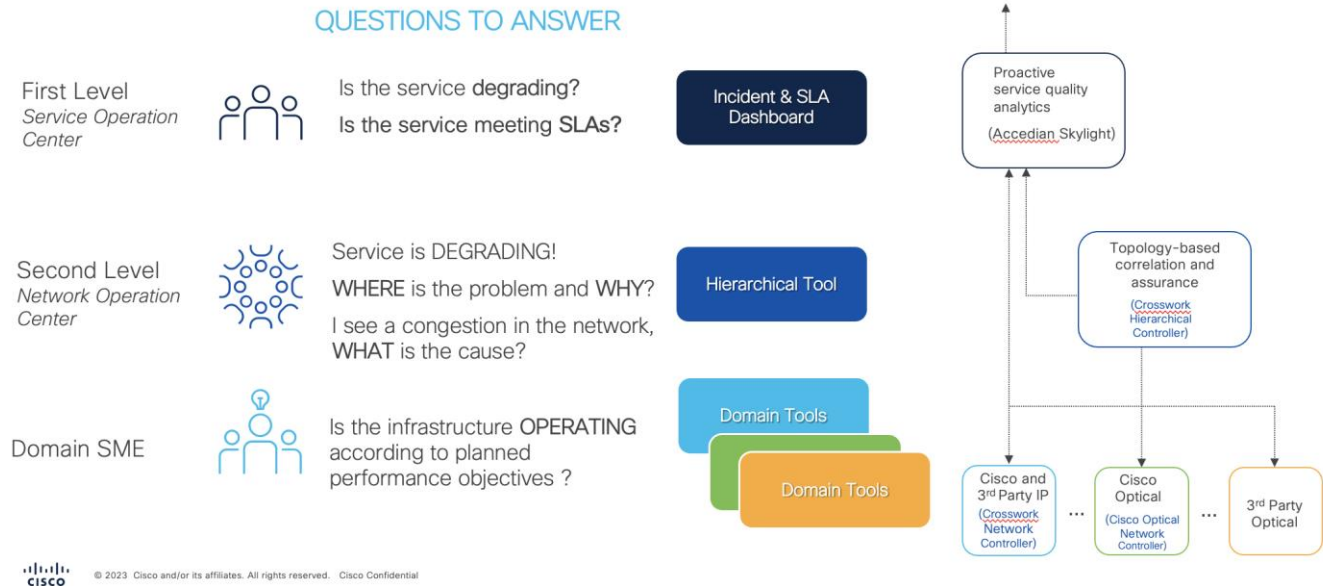 QUESTIONS TO ANSWER
First Level
Service Operation
Center
Is the service degrading?
Is the service meeting SLAs?
Incident & SLA
Dashboard
Proactive
service quality
analytics
(Accedian Skylight)
Second Level
Network Operation
Center
Service is DEGRADING!
WHERE is the problem and WHY?
I see a congestion in the network,
WHAT is the cause?
Hierarchical Tool
Topology-based
correlation and
assurance
(Crosswork
Hierarchical
Controller)
Domain SME
Is the infrastructure OPERATING
according to planned
performance objectives ?
Domain Tools
Domain Tools
Cisco and
3rd Party IP
(Crosswork
Network
Controller)
...
Cisco
Optical
(Cisco Optical
Network
Controller)
...
3rd Party
Optical
CISCO
© 2023 Cisco and/or its affiliates. All rights reserved. Cisco Confidential